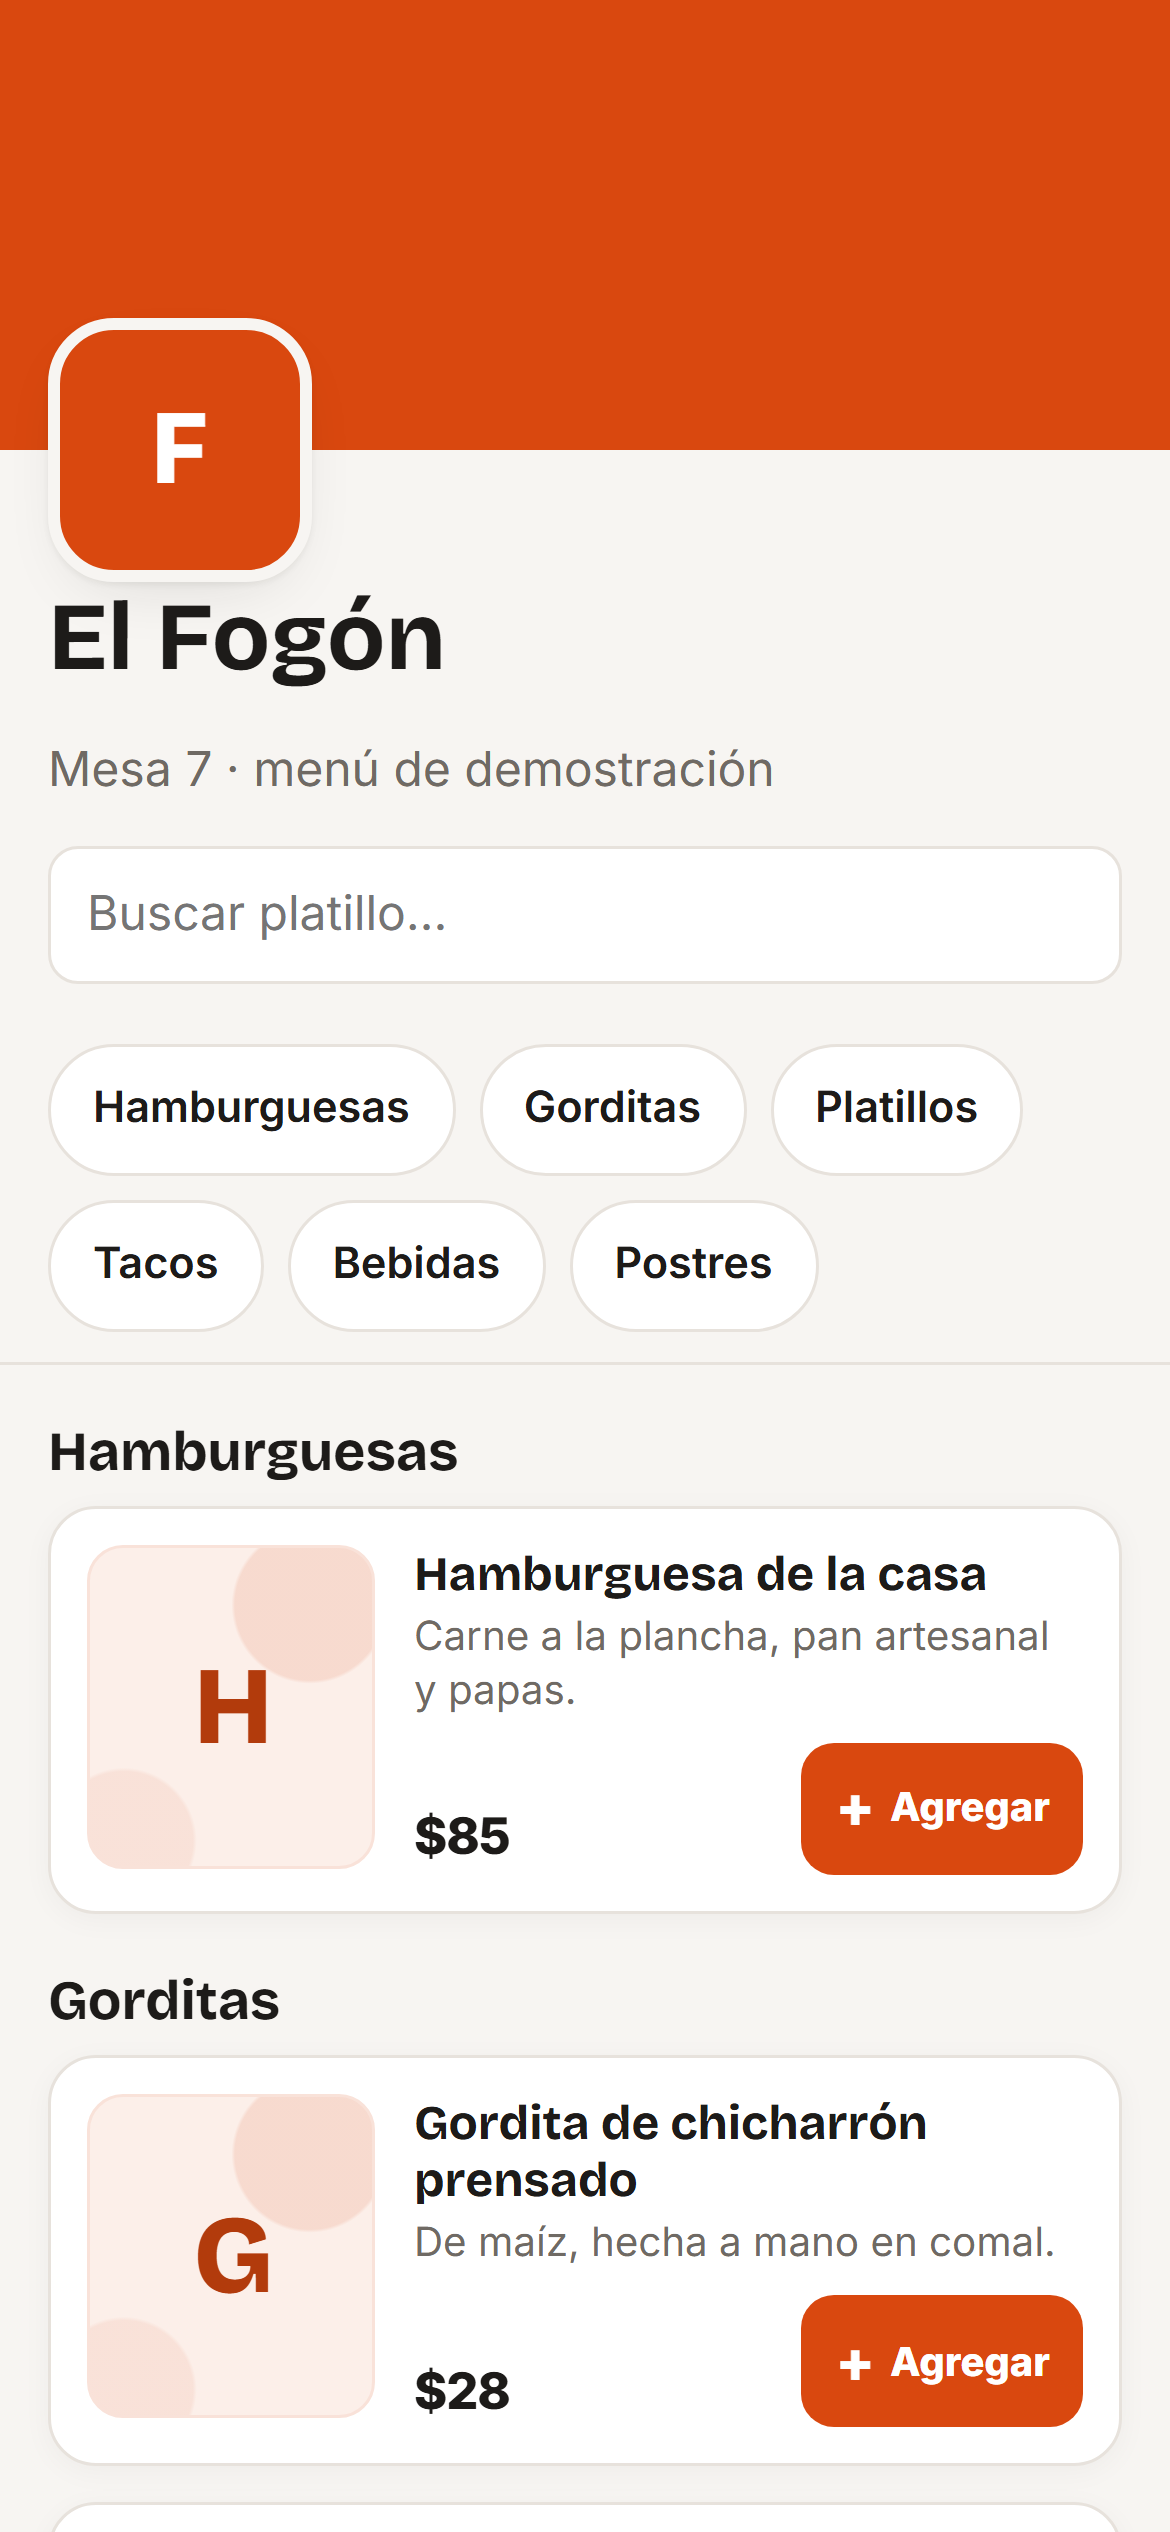 F
El Fogón
Mesa 7 · menú de demostración
Buscar platillo...
Hamburguesas
Gorditas
Platillos
Tacos
Bebidas
Postres
Hamburguesas
H
Hamburguesa de la casa
Carne a la plancha, pan artesanal
y papas.
$85
+ Agregar
Gorditas
G
Gordita de chicharrón
prensado
De maíz, hecha a mano en comal.
$28
+ Agregar